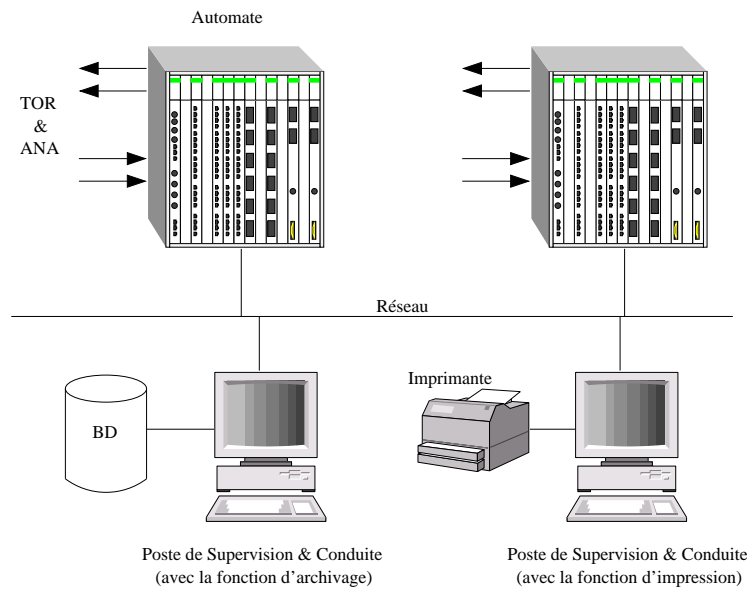 Automate
TOR
&
ANA
Réseau
BD
Imprimante
Poste de Supervision & Conduite
(avec la fonction d'archivage)
Poste de Supervision & Conduite
(avec la fonction d'impression)